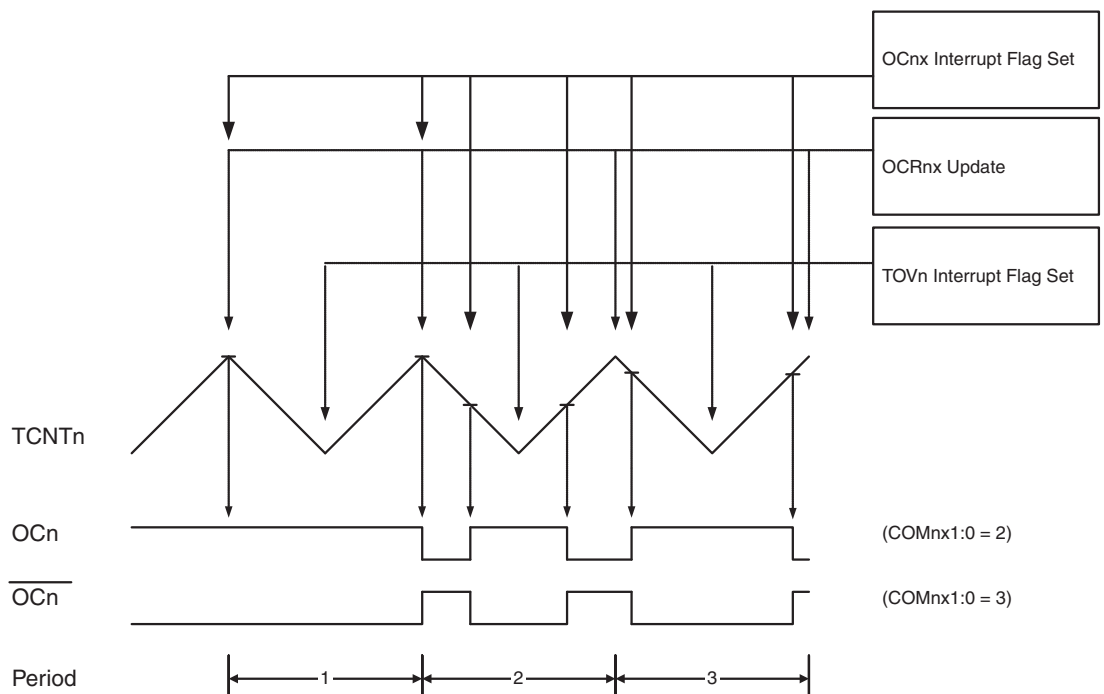 OCnx Interrupt Flag Set
OCRnx Update
TOVn Interrupt Flag Set
TCNTn
OCn
(COMnx1:0 = 2)
OCn
(COMnx1:0 = 3)
Period
1
2
3